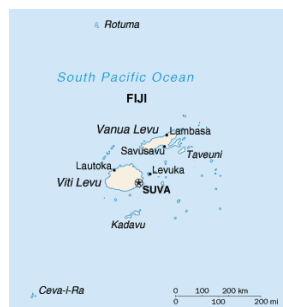 Rotuma
South Pacific Ocean
FIJI
Vanua Levu
Lambasa
Savusavu
Taveuni
Lautoka
Levuka
Viti Levu
SUVA
Kadavu
Ceva-I-Ra
0 100 200 km
0 100 200 mi